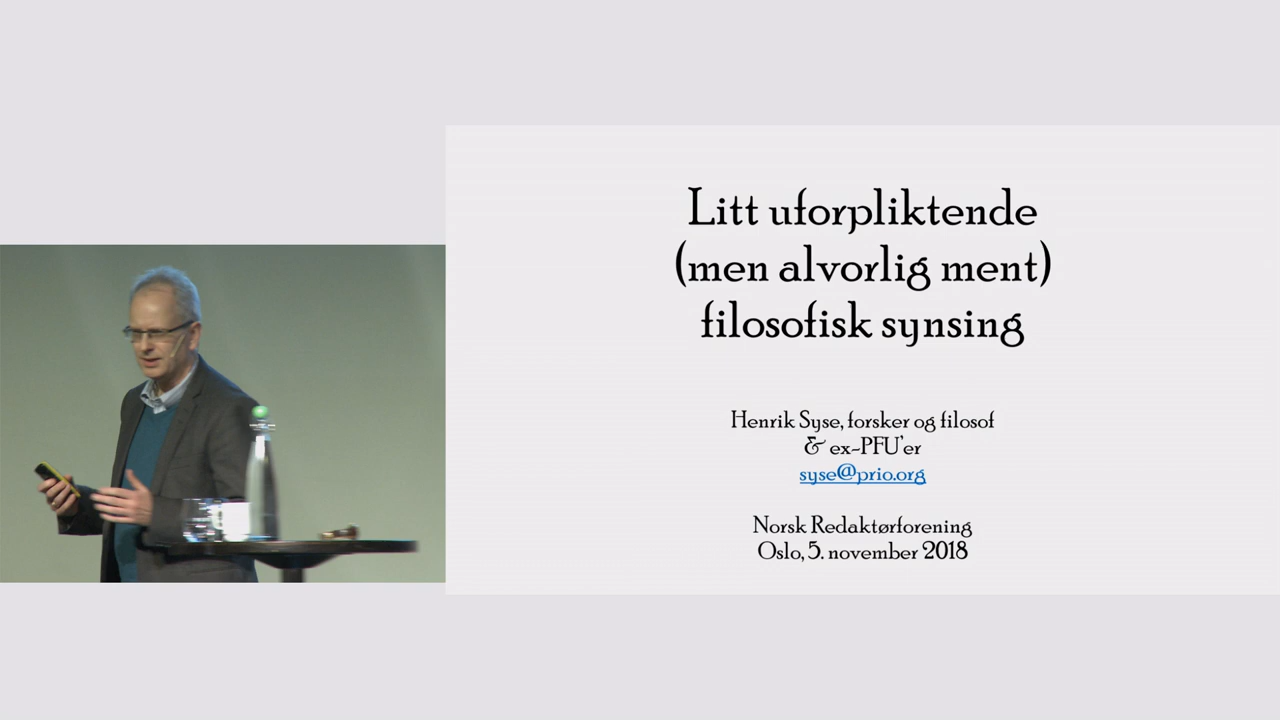 Litt uforpliktende
(men alvorlig ment)
filosofisk synsing
Henrik Syse, forsker og filosof
& ex-PFU'er
syse@prio.org
Norsk Redaktørforening
Oslo, 5. november 2018